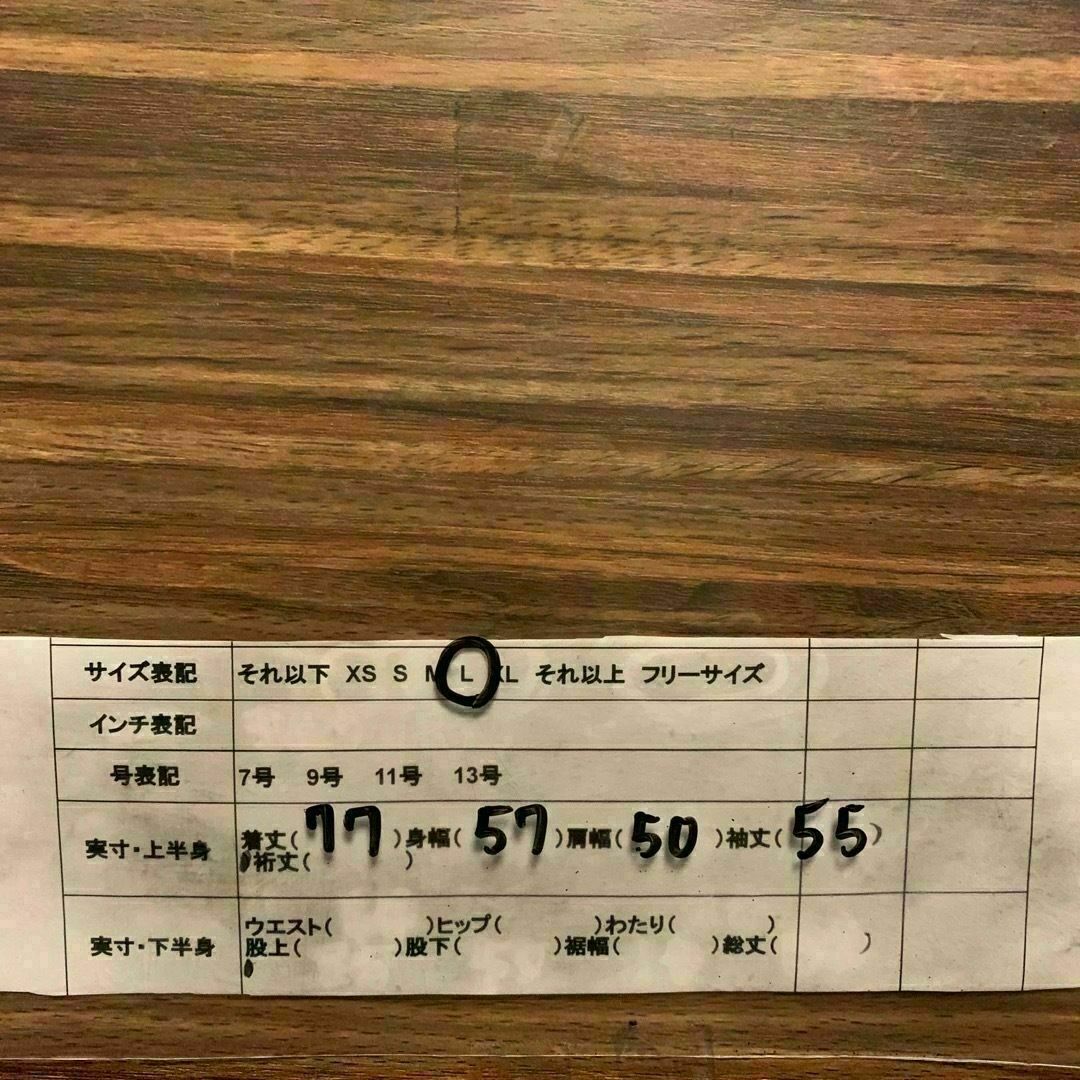 サイズ表記 それ以下 XS S M L XL それ以上 フリーサイズ
インチ表記
号表記 7号 9号 11号 13号
実寸・上半身 着丈(77)身幅(57)肩幅(50)袖丈(55)
裄丈( )
実寸・下半身 ウエスト( )ヒップ( )わたり( )
股上( )股下( )裾幅( )総丈( )